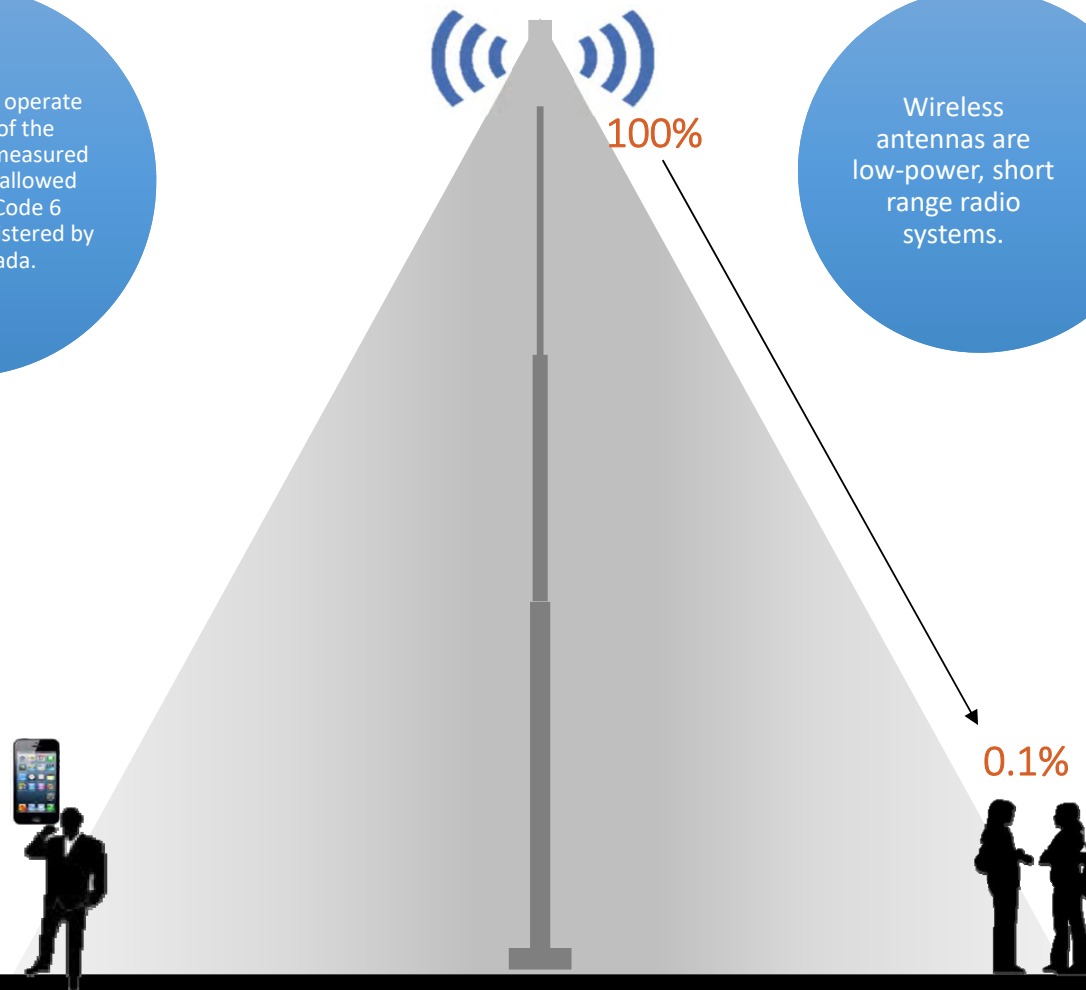 operate
of the
measured
allowed
Code 6
istered by
ada.
100%
Wireless
antennas are
low-power, short
range radio
systems.
0.1%